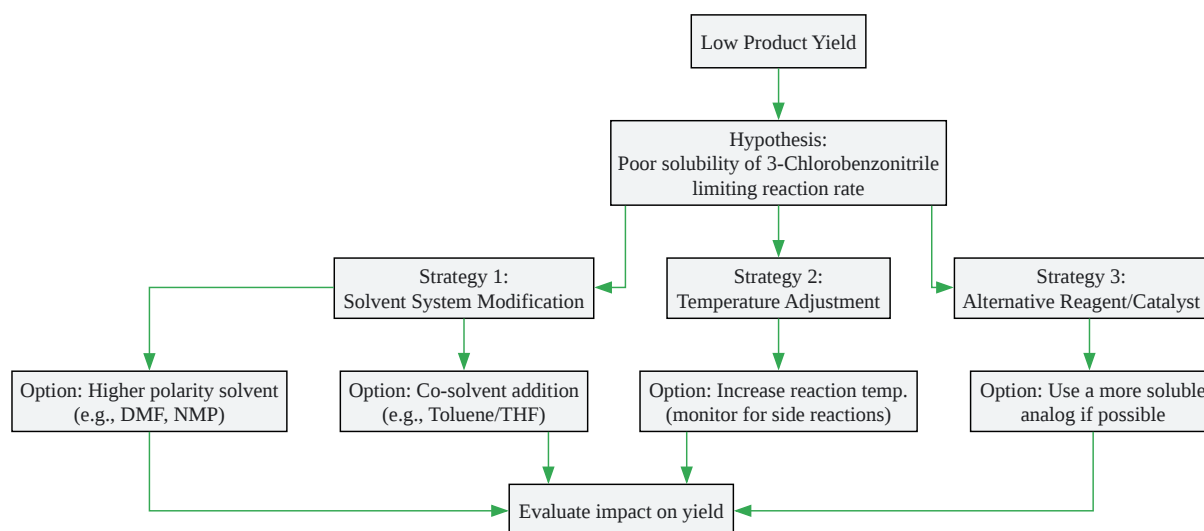 Low Product Yield
Hypothesis:
Poor solubility of 3-Chlorobenzonitrile
limiting reaction rate
Strategy 1:
Solvent System Modification
Strategy 2:
Temperature Adjustment
Strategy 3:
Alternative Reagent/Catalyst
Option: Higher polarity solvent
(e.g., DMF, NMP)
Option: Co-solvent addition
(e.g., Toluene/THF)
Option: Increase reaction temp.
(monitor for side reactions)
Option: Use a more soluble
analog if possible
Evaluate impact on yield